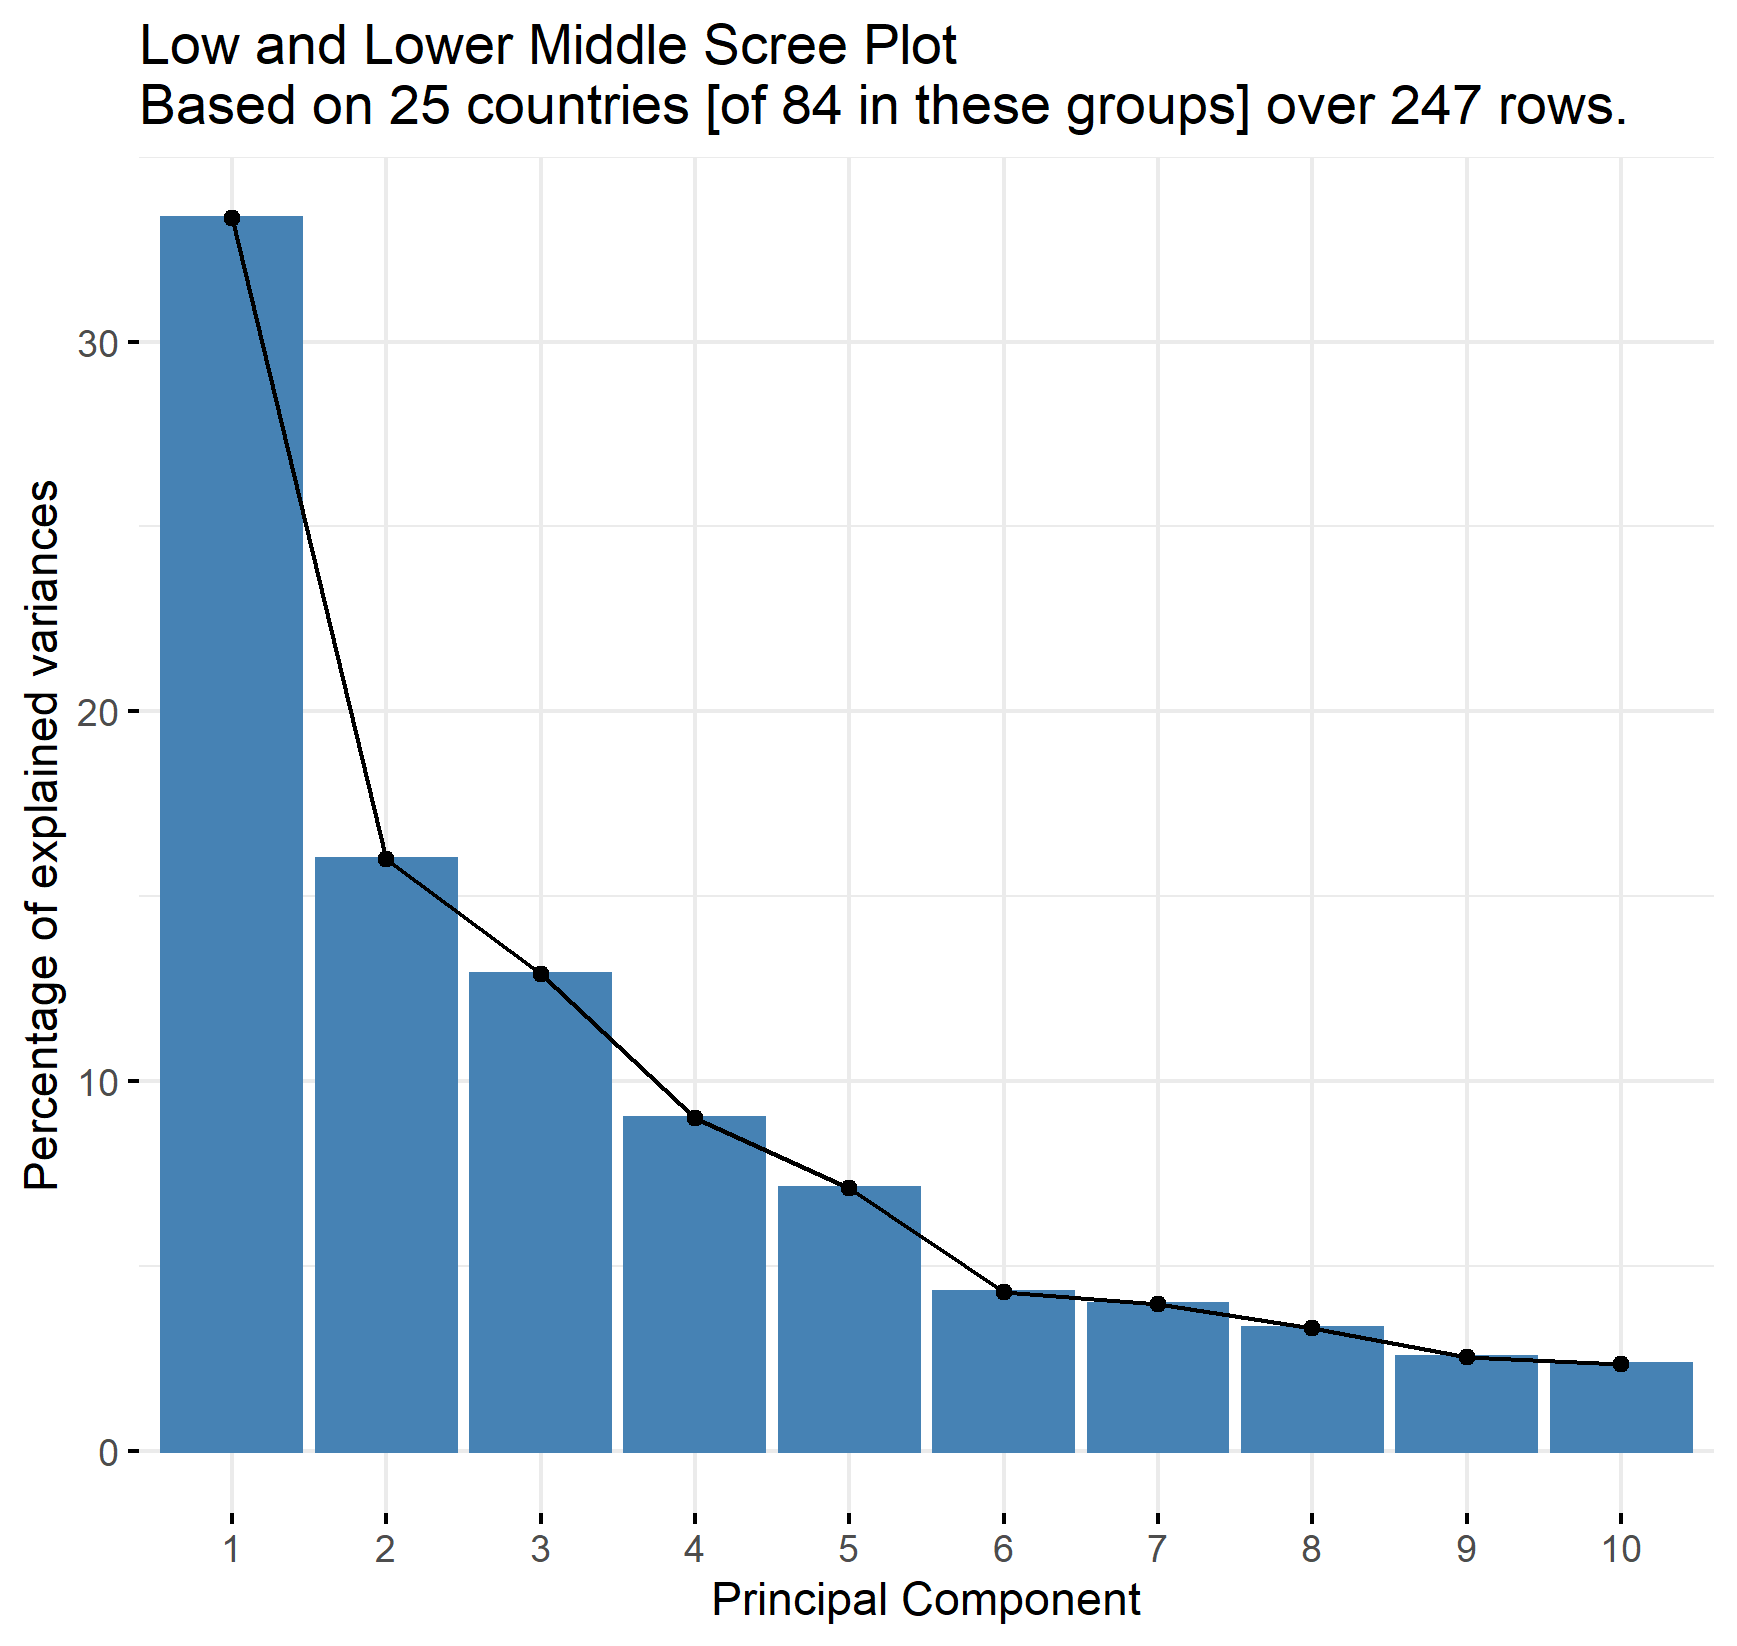 Low and Lower Middle Scree Plot
Based on 25 countries [of 84 in these groups] over 247 rows.
Percentage of explained variances
30
20
10
0
1 2 3 4 5 6 7 8 9 10
Principal Component